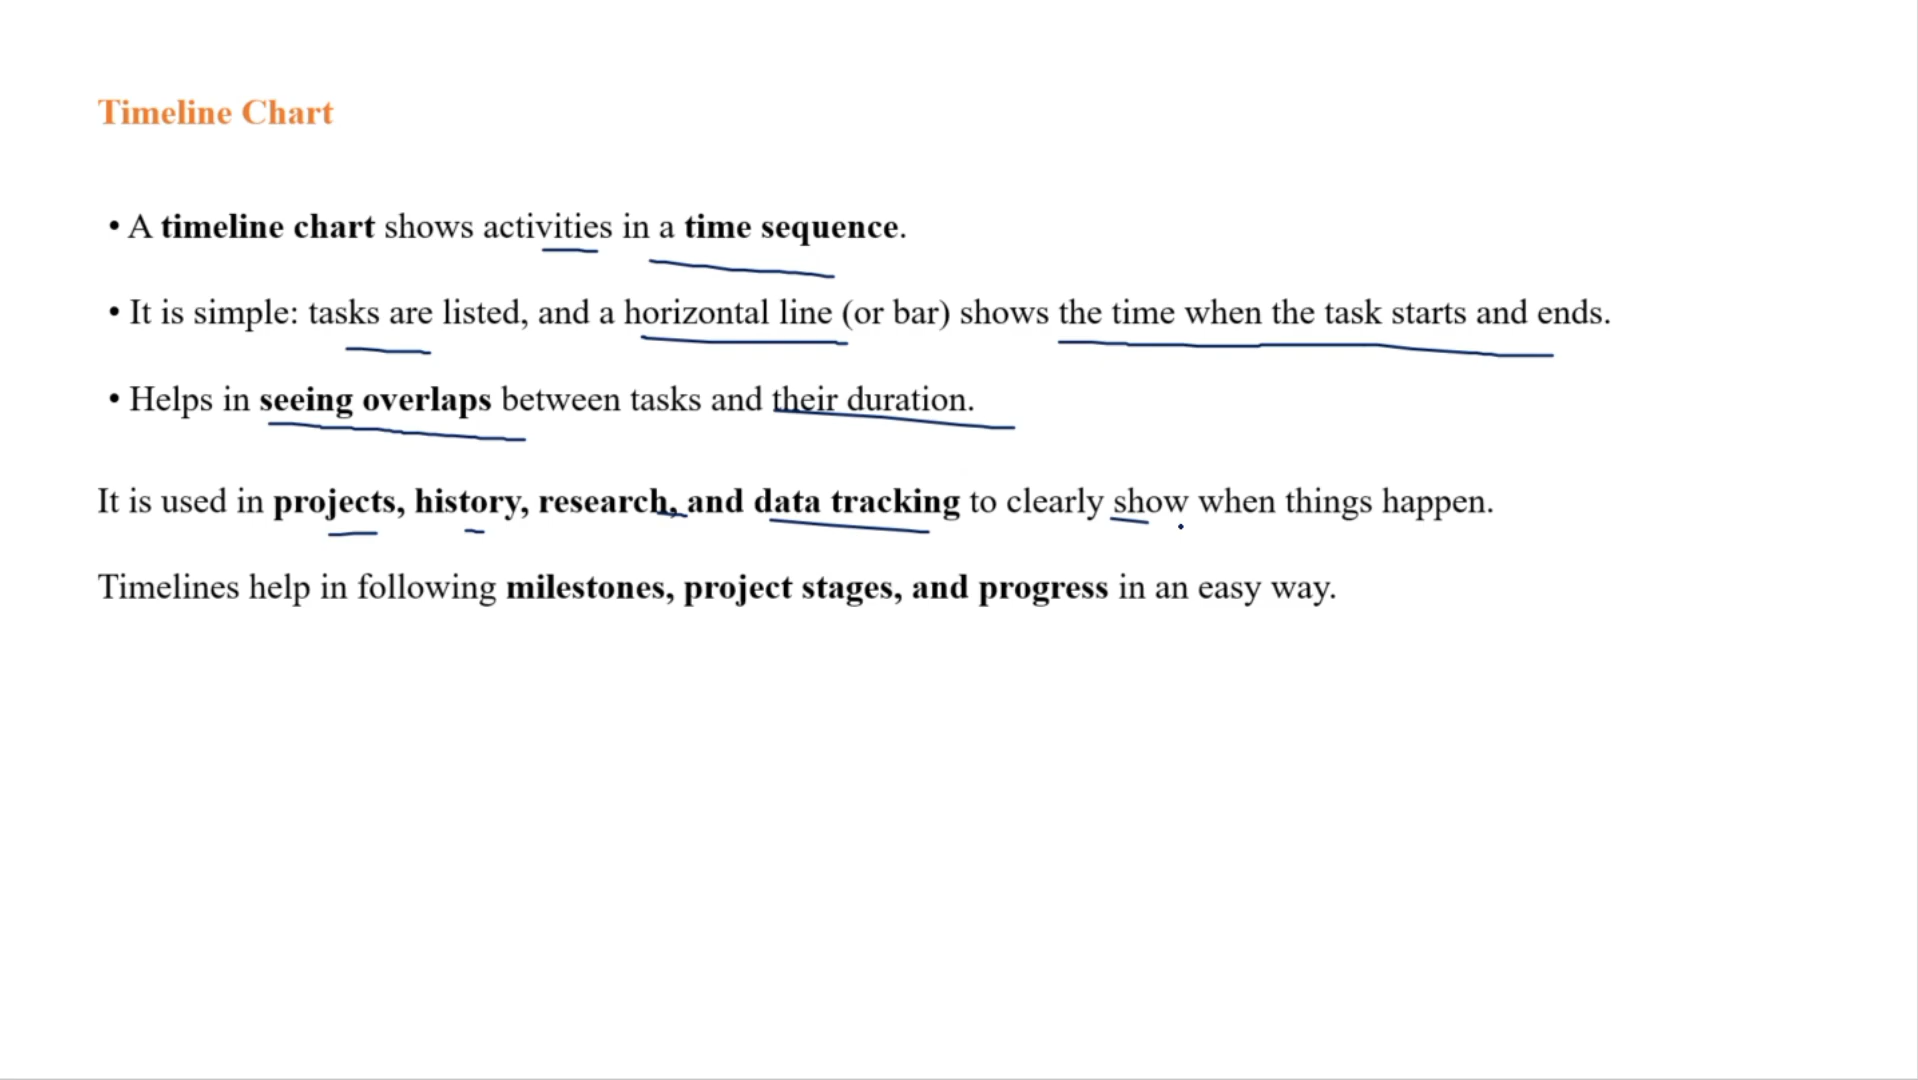 Timeline Chart
• A timeline chart shows activities in a time sequence.
• It is simple: tasks are listed, and a horizontal line (or bar) shows the time when the task starts and ends.
• Helps in seeing overlaps between tasks and their duration.
It is used in projects, history, research, and data tracking to clearly show when things happen.
Timelines help in following milestones, project stages, and progress in an easy way.